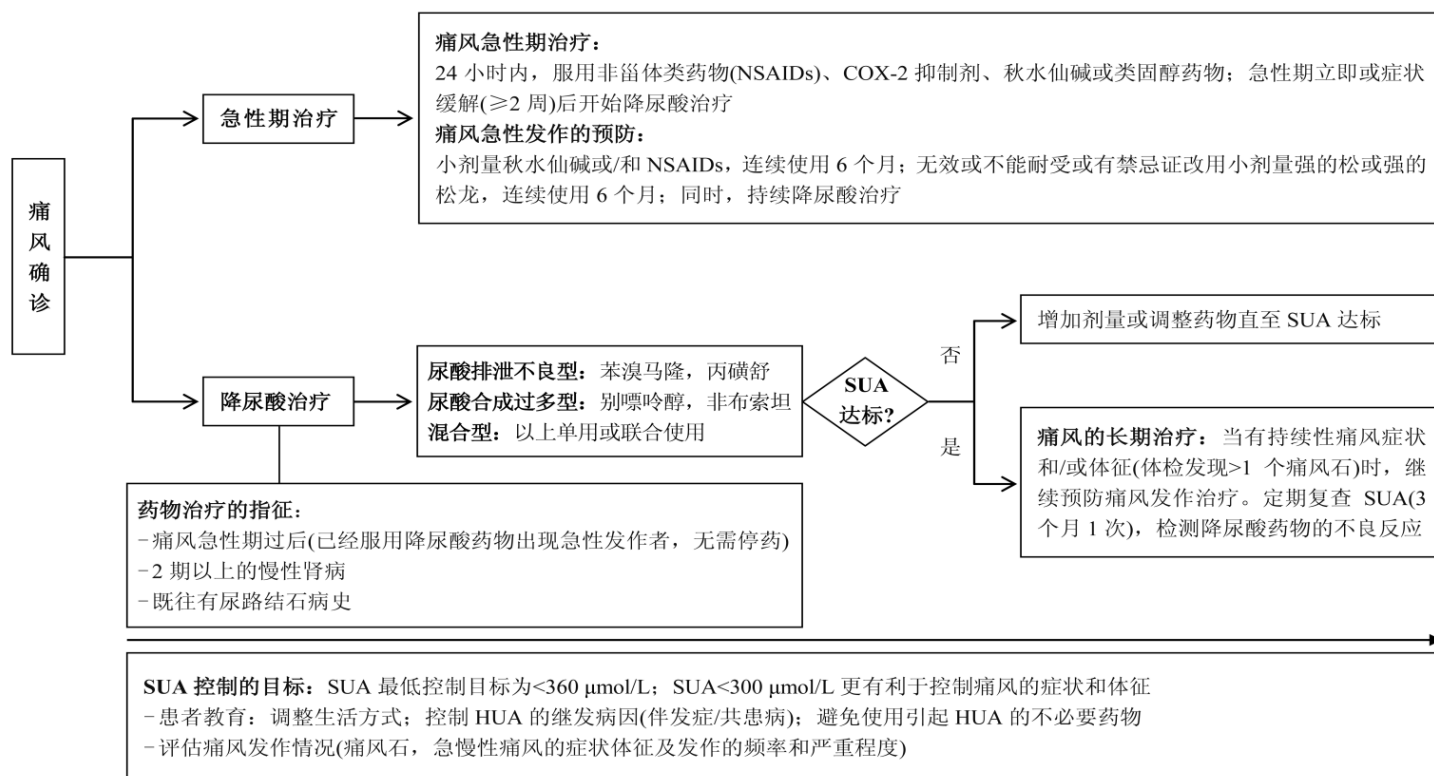 痛风确诊
急性期治疗
痛风急性期治疗：
24 小时内，服用非甾体类药物(NSAIDs)、COX-2 抑制剂、秋水仙碱或类固醇药物；急性期立即或症状
缓解(≥2 周)后开始降尿酸治疗
痛风急性发作的预防：
小剂量秋水仙碱或/和 NSAIDs，连续使用 6 个月；无效或不能耐受或有禁忌证改用小剂量强的松或强的
松龙，连续使用 6 个月；同时，持续降尿酸治疗
降尿酸治疗
尿酸排泄不良型：苯溴马隆，丙磺舒
尿酸合成过多型：别嘌呤醇，非布索坦
混合型：以上单用或联合使用
SUA
达标?
否
增加剂量或调整药物直至 SUA 达标
是
痛风的长期治疗：当有持续性痛风症状
和/或体征(体检发现>1 个痛风石)时，继
续预防痛风发作治疗。定期复查 SUA(3
个月 1 次)，检测降尿酸药物的不良反应
药物治疗的指征：
－痛风急性期过后(已经服用降尿酸药物出现急性发作者，无需停药)
－2 期以上的慢性肾病
－既往有尿路结石病史
SUA 控制的目标：SUA 最低控制目标为<360 μmol/L；SUA<300 μmol/L 更有利于控制痛风的症状和体征
－患者教育：调整生活方式；控制 HUA 的继发病因(伴发症/共患病)；避免使用引起 HUA 的不必要药物
－评估痛风发作情况(痛风石，急慢性痛风的症状体征及发作的频率和严重程度)